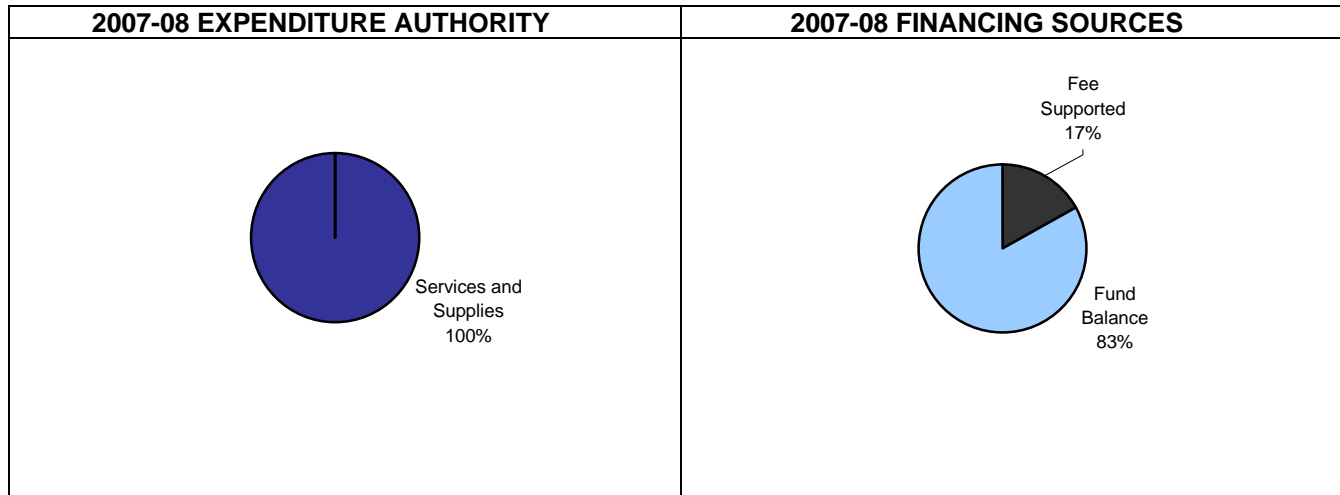 2007-08 EXPENDITURE AUTHORITY
Services and
Supplies
100%
2007-08 FINANCING SOURCES
Fee
Supported
17%
Fund
Balance
83%